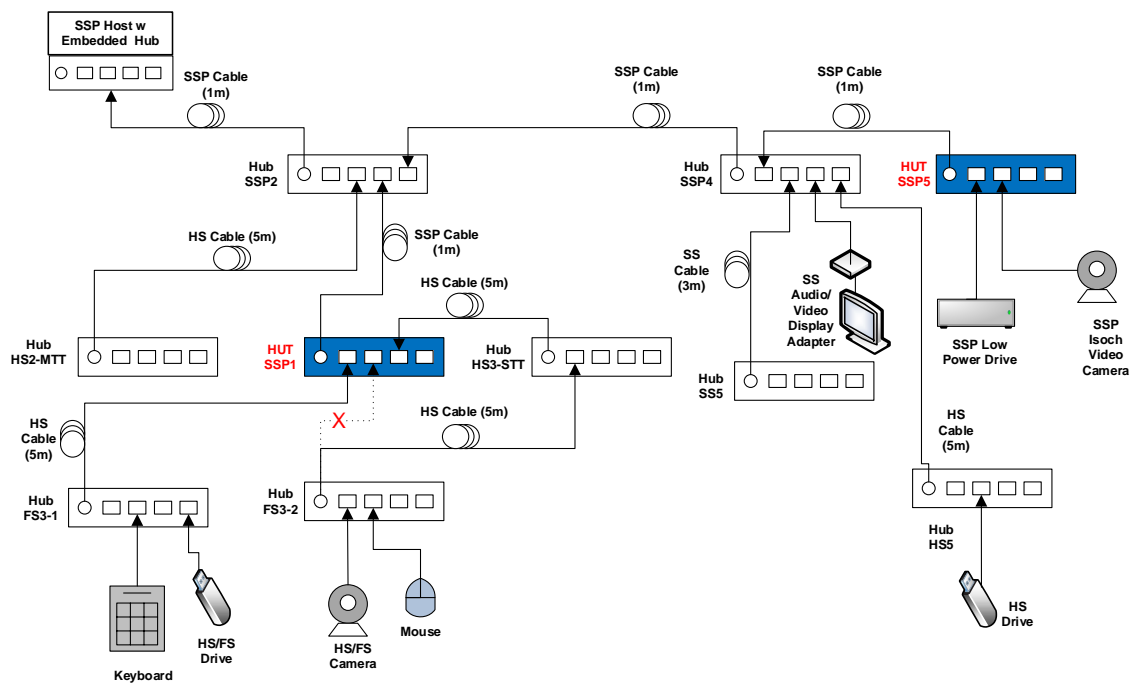 SSP Host w
Embedded Hub
SSP Cable
(1m)
SSP Cable
(1m)
SSP Cable
(1m)
Hub
SSP2
Hub
SSP4
HUT
SSP5
HS Cable (5m)
SSP Cable
(1m)
HS Cable (5m)
SS
Cable
(3m)
SS
Audio/
Video
Display
Adapter
SSP Low
Power Drive
SSP
Isoch
Video
Camera
Hub
HS2-MTT
HUT
SSP1
Hub
HS3-STT
Hub
SS5
HS
Cable
(5m)
X
HS Cable (5m)
HS
Cable
(5m)
Hub
FS3-1
Hub
FS3-2
Hub
HS5
Keyboard
HS/FS
Drive
HS/FS
Camera
Mouse
HS
Drive